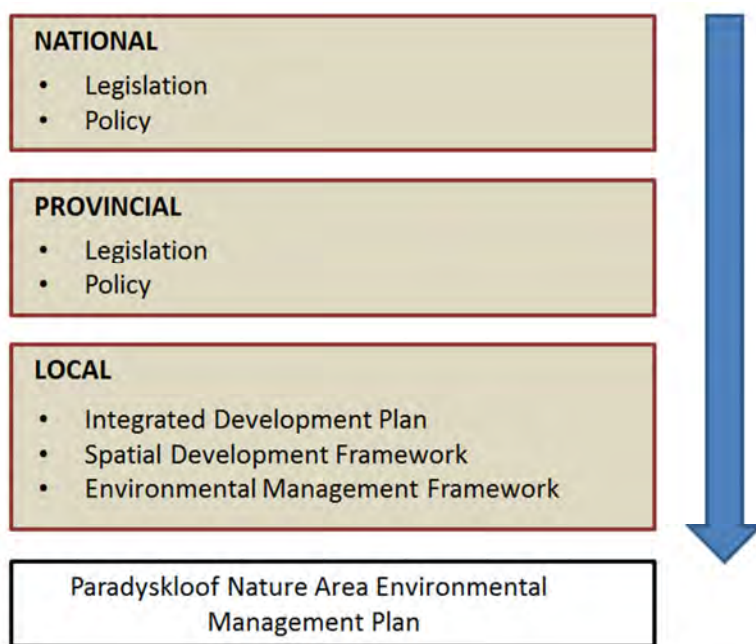 NATIONAL
• Legislation
• Policy
PROVINCIAL
• Legislation
• Policy
LOCAL
• Integrated Development Plan
• Spatial Development Framework
• Environmental Management Framework
Paradyskloof Nature Area Environmental
Management Plan